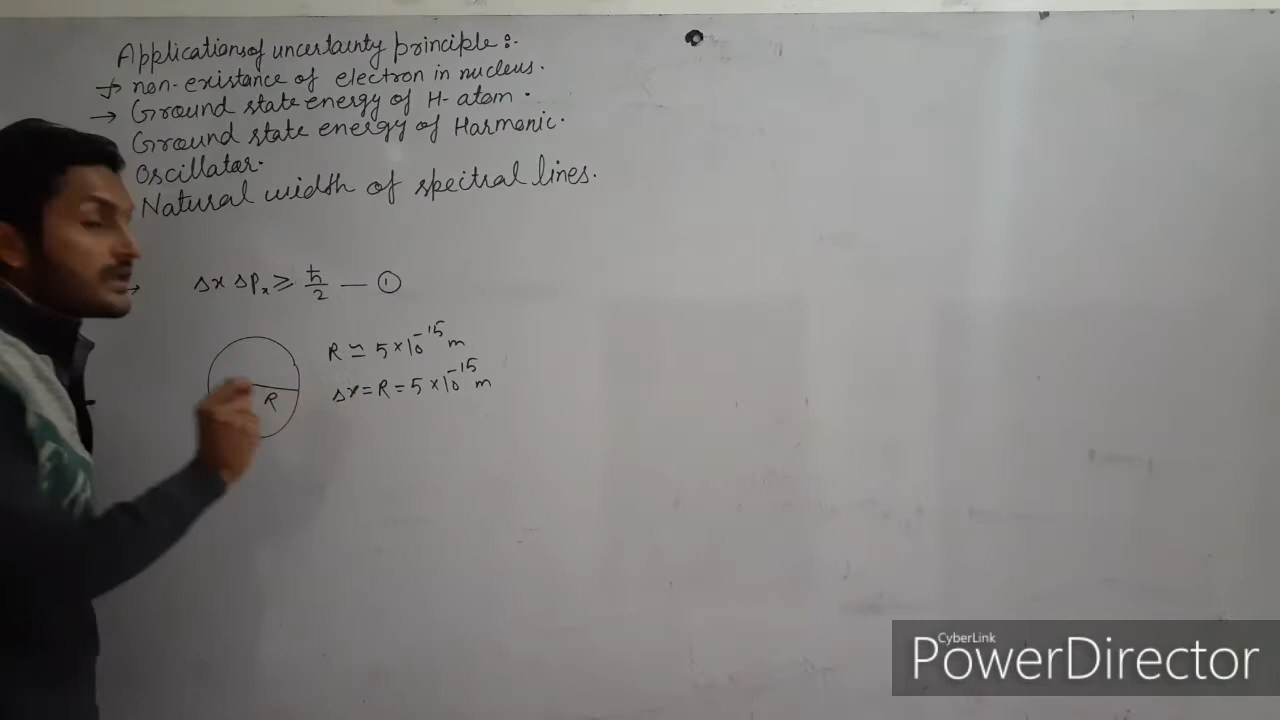 Applications of uncertainty principle :-
→ non-existance of electron in nucleus.
→ Ground state energy of H-atom.
Ground state energy of Harmonic.
Oscillator.
Natural width of spectral lines.
→ Δx ΔPₓ ≥ ℏ/2 — ①
R ≃ 5×10⁻¹⁵ m
R
Δx = R = 5×10⁻¹⁵ m
CyberLink
PowerDirector